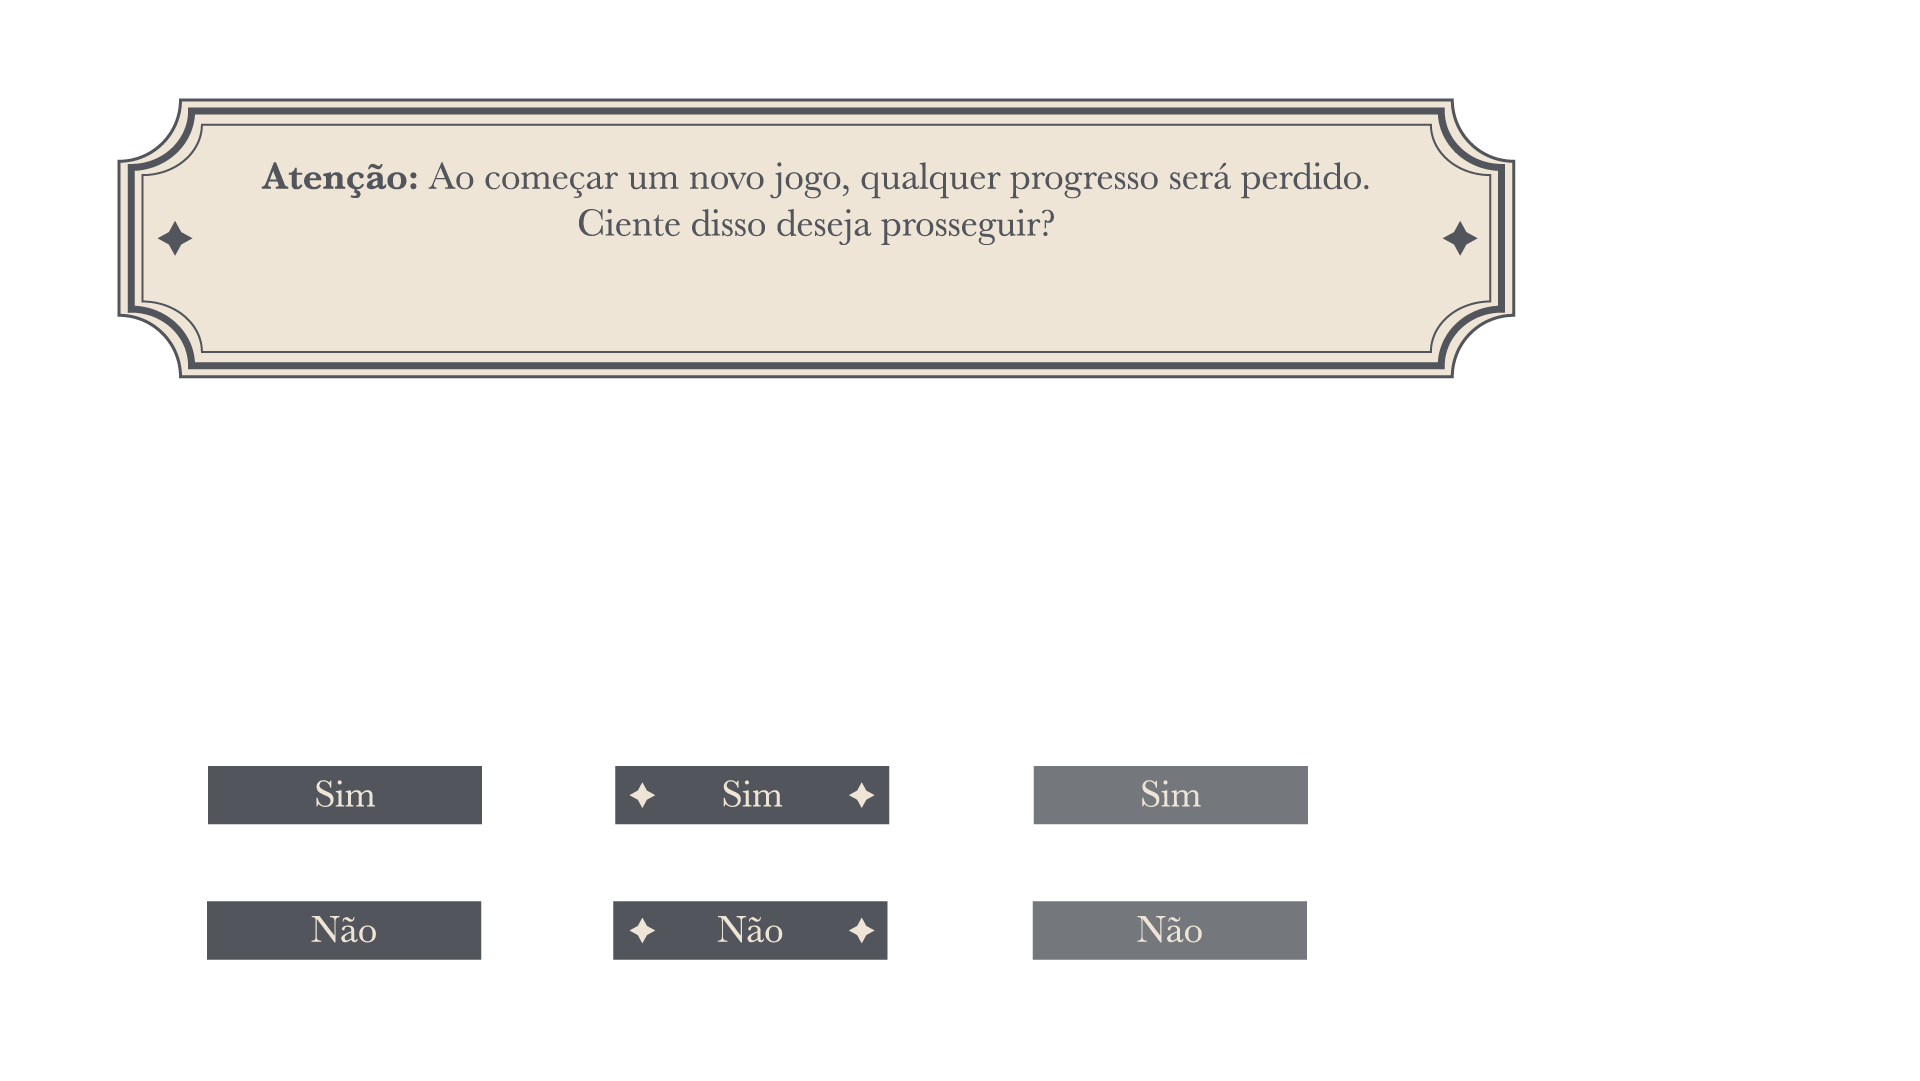 Atenção: Ao começar um novo jogo, qualquer progresso será perdido.
Ciente disso deseja prosseguir?
Sim
Sim
Sim
Não
Não
Não